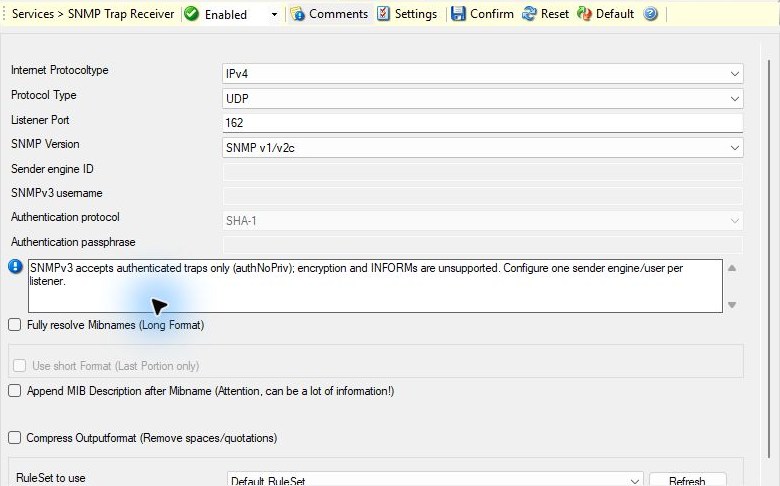 Services > SNMP Trap Receiver Enabled Comments Settings Confirm Reset Default
Internet Protocoltype IPv4
Protocol Type UDP
Listener Port 162
SNMP Version SNMP v1/v2c
Sender engine ID
SNMPv3 username
Authentication protocol SHA-1
Authentication passphrase
SNMPv3 accepts authenticated traps only (authNoPriv); encryption and INFORMs are unsupported. Configure one sender engine/user per
listener.
Fully resolve Mibnames (Long Format)
Use short Format (Last Portion only)
Append MIB Description after Mibname (Attention, can be a lot of information!)
Compress Outputformat (Remove spaces/quotations)
RuleSet to use Default RuleSet Refresh